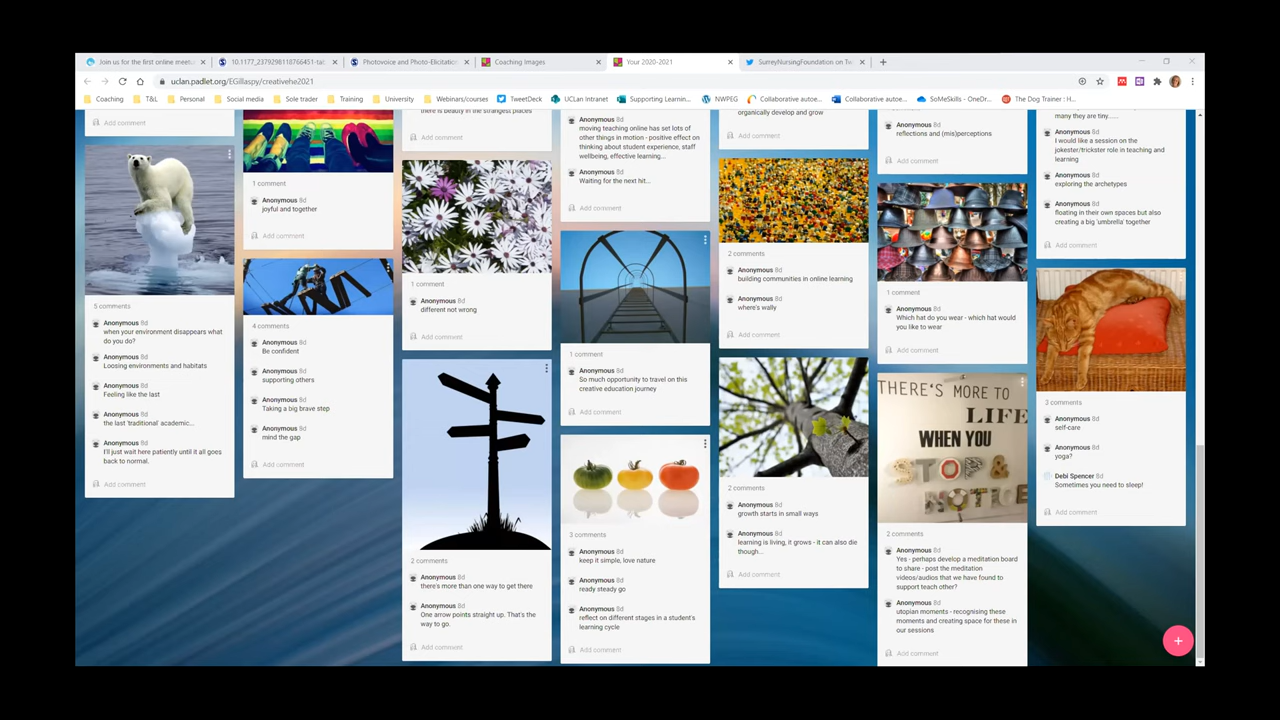 Join us for the first online meetu
10.1177_2379298118766451-tab
Photovoice and Photo-Elicitation
Coaching Images
Your 2020-2021
SurreyNursingFoundation on Tw
uclan.padlet.org/EGillaspy/creativehe2021
Coaching
T&L
Personal
Social media
Sole trader
Training
University
Webinars/courses
TweetDeck
UCLan Intranet
Supporting Learnin...
NWPEG
Collaborative autoe...
Collaborative autoe...
SoMeSkills - OneDr...
The Dog Trainer : H...
Add comment
5 comments
Anonymous 8d
when your environment disappears what
do you do?
Anonymous 8d
Loosing environments and habitats
Anonymous 8d
Feeling like the last
Anonymous 8d
the last 'traditional' academic...
Anonymous 8d
I'll just wait here patiently until it all goes
back to normal.
Add comment
1 comment
Anonymous 8d
joyful and together
Add comment
4 comments
Anonymous 8d
Be confident
Anonymous 8d
supporting others
Anonymous 8d
Taking a big brave step
Anonymous 8d
mind the gap
Add comment
there is beauty in the strangest places
Add comment
1 comment
Anonymous 8d
different not wrong
Add comment
2 comments
Anonymous 8d
there's more than one way to get there
Anonymous 8d
One arrow points straight up. That's the
way to go.
Add comment
Anonymous 8d
moving teaching online has set lots of
other things in motion - positive effect on
thinking about student experience, staff
wellbeing, effective learning...
Anonymous 8d
Waiting for the next hit...
Add comment
1 comment
Anonymous 8d
So much opportunity to travel on this
creative education journey
Add comment
3 comments
Anonymous 8d
keep it simple, love nature
Anonymous 8d
ready steady go
Anonymous 8d
reflect on different stages in a student's
learning cycle
Add comment
organically develop and grow
Add comment
2 comments
Anonymous 8d
building communities in online learning
Anonymous 8d
where's wally
Add comment
2 comments
Anonymous 8d
growth starts in small ways
Anonymous 8d
learning is living, it grows - it can also die
though...
Add comment
Anonymous 8d
reflections and (mis)perceptions
Add comment
1 comment
Anonymous 8d
Which hat do you wear - which hat would
you like to wear
Add comment
THERE'S MORE TO
LIFE
WHEN YOU
STOP &
NOTICE
2 comments
Anonymous 8d
Yes - perhaps develop a meditation board
to share - post the meditation
videos/audios that we have found to
support teach other?
Anonymous 8d
utopian moments - recognising these
moments and creating space for these in
our sessions
Add comment
many they are tiny.....
Anonymous 8d
I would like a session on the
jokester/trickster role in teaching and
learning
Anonymous 8d
exploring the archetypes
Anonymous 8d
floating in their own spaces but also
creating a big 'umbrella' together
Add comment
3 comments
Anonymous 8d
self-care
Anonymous 8d
yoga?
Debi Spencer 8d
Sometimes you need to sleep!
Add comment